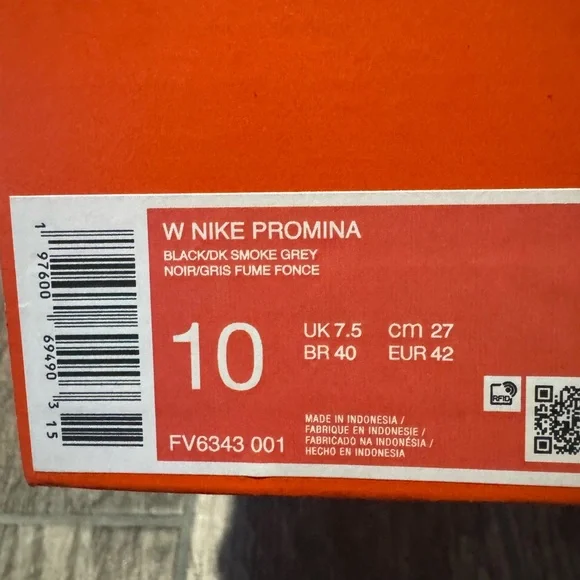 W NIKE PROMINA
BLACK/DK SMOKE GREY
NOIR/GRIS FUME FONCE
10
UK 7.5 cm 27
BR 40 EUR 42
FV6343 001
MADE IN INDONESIA /
FABRIQUE EN INDONESIE /
FABRICADO NA INDONÉSIA /
HECHO EN INDONESIA
RFID
1 97600 69490 3 15